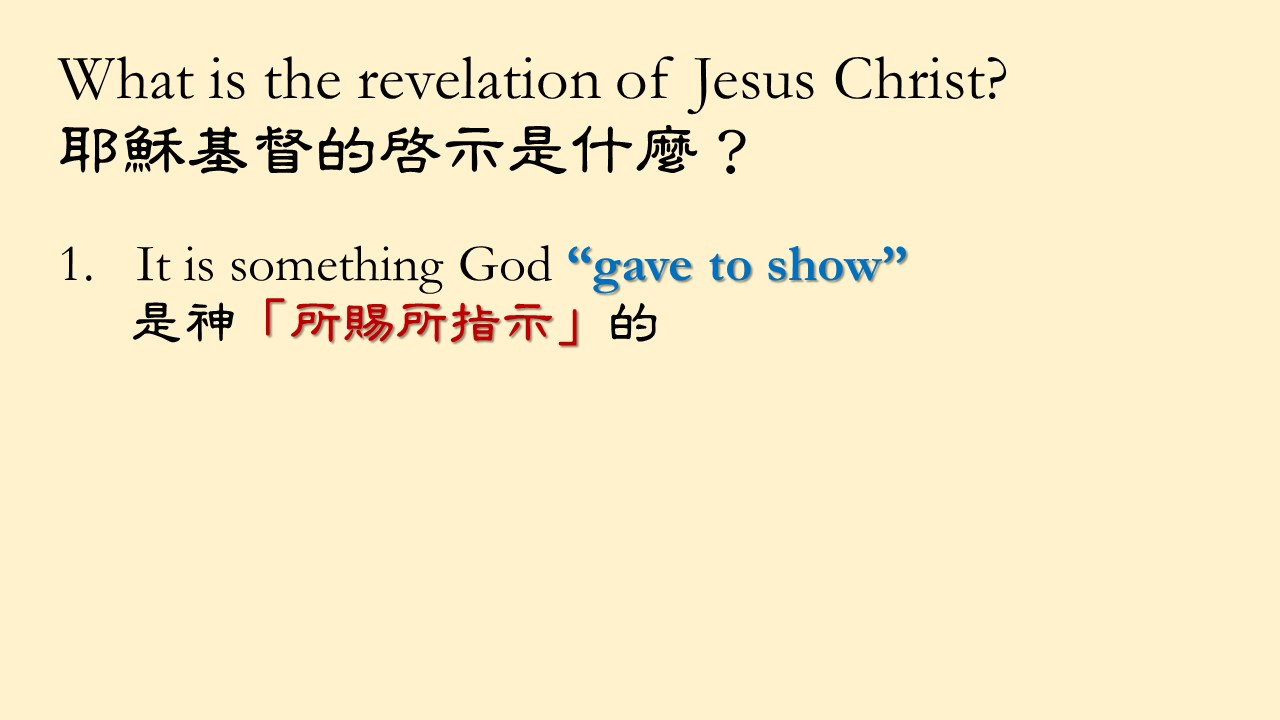 What is the revelation of Jesus Christ?
耶穌基督的啓示是什麼？
1. It is something God “gave to show”
是神「所賜所指示」的